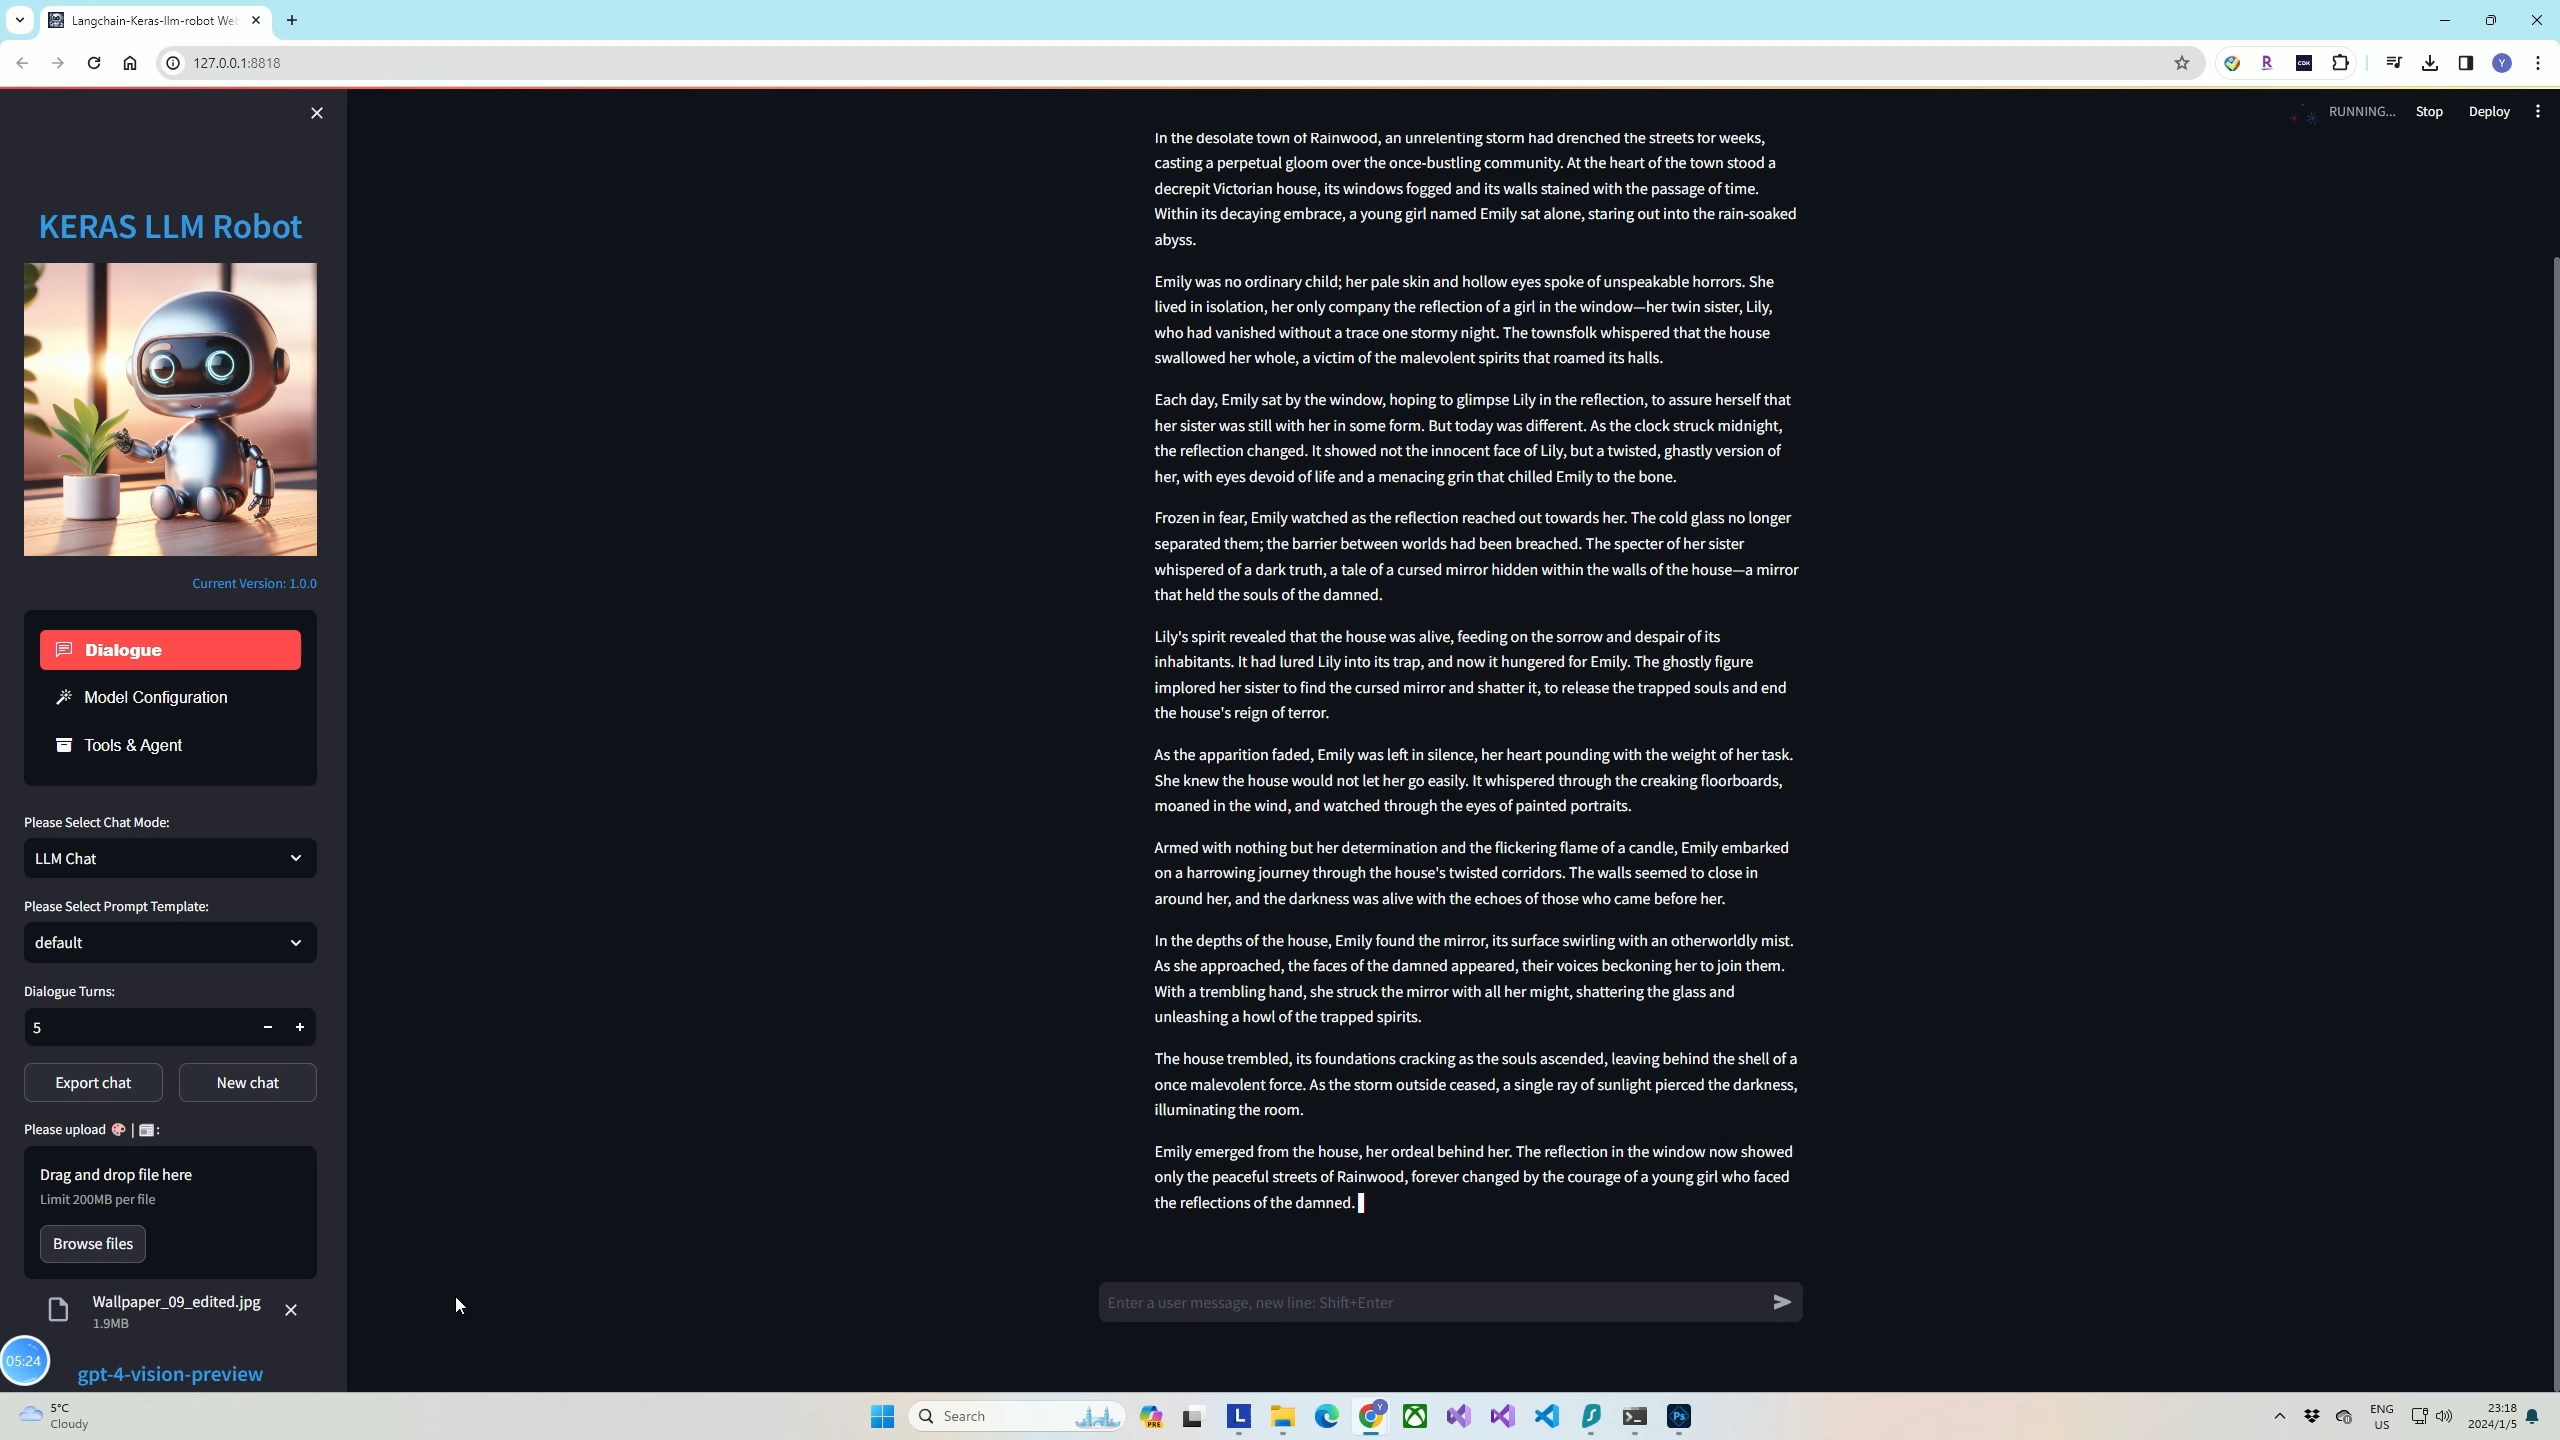 Langchain-Keras-llm-robot We
127.0.0.1:8818
RUNNING...
Stop
Deploy
KERAS LLM Robot
Current Version: 1.0.0
Dialogue
Model Configuration
Tools & Agent
Please Select Chat Mode:
LLM Chat
Please Select Prompt Template:
default
Dialogue Turns:
5
Export chat
New chat
Please upload 🎨 | 📰:
Drag and drop file here
Limit 200MB per file
Browse files
Wallpaper_09_edited.jpg
1.9MB
05:24
gpt-4-vision-preview
In the desolate town of Rainwood, an unrelenting storm had drenched the streets for weeks,
casting a perpetual gloom over the once-bustling community. At the heart of the town stood a
decrepit Victorian house, its windows fogged and its walls stained with the passage of time.
Within its decaying embrace, a young girl named Emily sat alone, staring out into the rain-soaked
abyss.
Emily was no ordinary child; her pale skin and hollow eyes spoke of unspeakable horrors. She
lived in isolation, her only company the reflection of a girl in the window—her twin sister, Lily,
who had vanished without a trace one stormy night. The townsfolk whispered that the house
swallowed her whole, a victim of the malevolent spirits that roamed its halls.
Each day, Emily sat by the window, hoping to glimpse Lily in the reflection, to assure herself that
her sister was still with her in some form. But today was different. As the clock struck midnight,
the reflection changed. It showed not the innocent face of Lily, but a twisted, ghastly version of
her, with eyes devoid of life and a menacing grin that chilled Emily to the bone.
Frozen in fear, Emily watched as the reflection reached out towards her. The cold glass no longer
separated them; the barrier between worlds had been breached. The specter of her sister
whispered of a dark truth, a tale of a cursed mirror hidden within the walls of the house—a mirror
that held the souls of the damned.
Lily's spirit revealed that the house was alive, feeding on the sorrow and despair of its
inhabitants. It had lured Lily into its trap, and now it hungered for Emily. The ghostly figure
implored her sister to find the cursed mirror and shatter it, to release the trapped souls and end
the house's reign of terror.
As the apparition faded, Emily was left in silence, her heart pounding with the weight of her task.
She knew the house would not let her go easily. It whispered through the creaking floorboards,
moaned in the wind, and watched through the eyes of painted portraits.
Armed with nothing but her determination and the flickering flame of a candle, Emily embarked
on a harrowing journey through the house's twisted corridors. The walls seemed to close in
around her, and the darkness was alive with the echoes of those who came before her.
In the depths of the house, Emily found the mirror, its surface swirling with an otherworldly mist.
As she approached, the faces of the damned appeared, their voices beckoning her to join them.
With a trembling hand, she struck the mirror with all her might, shattering the glass and
unleashing a howl of the trapped spirits.
The house trembled, its foundations cracking as the souls ascended, leaving behind the shell of a
once malevolent force. As the storm outside ceased, a single ray of sunlight pierced the darkness,
illuminating the room.
Emily emerged from the house, her ordeal behind her. The reflection in the window now showed
only the peaceful streets of Rainwood, forever changed by the courage of a young girl who faced
the reflections of the damned.
Enter a user message, new line: Shift+Enter
5°C
Cloudy
Search
PRE
L
Y
Ps
ENG
US
23:18
2024/1/5